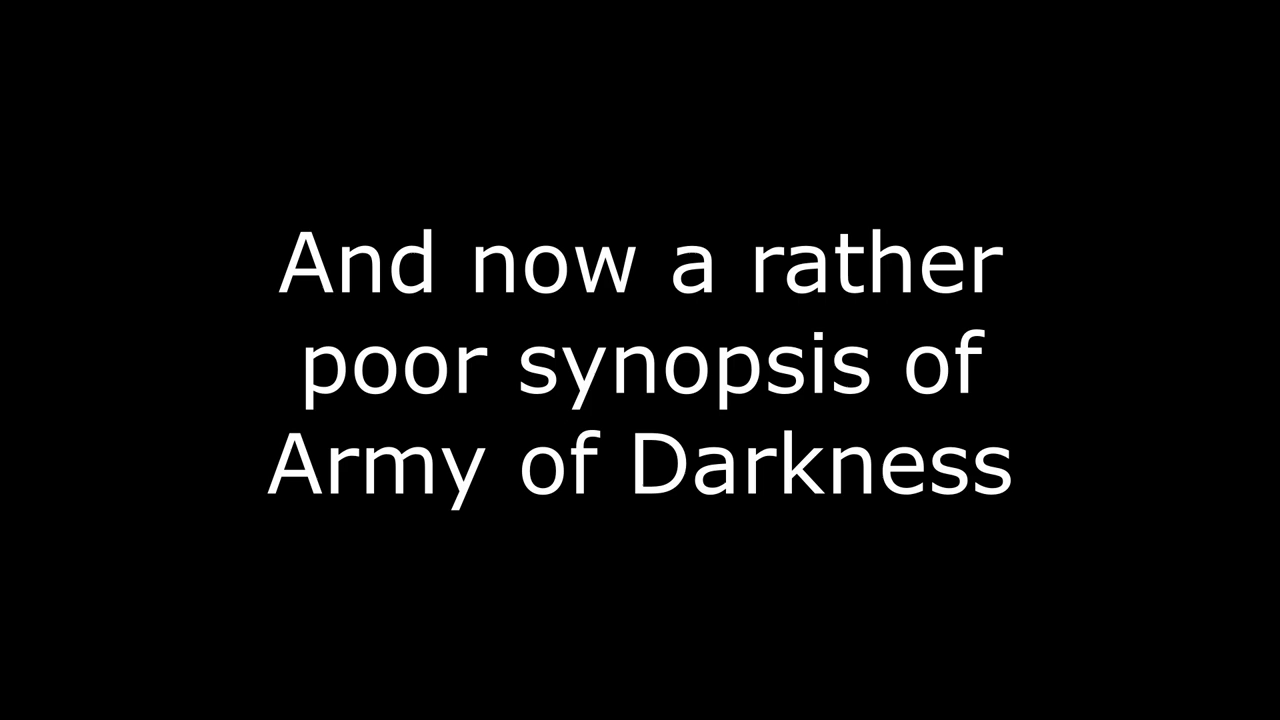 And now a rather
poor synopsis of
Army of Darkness